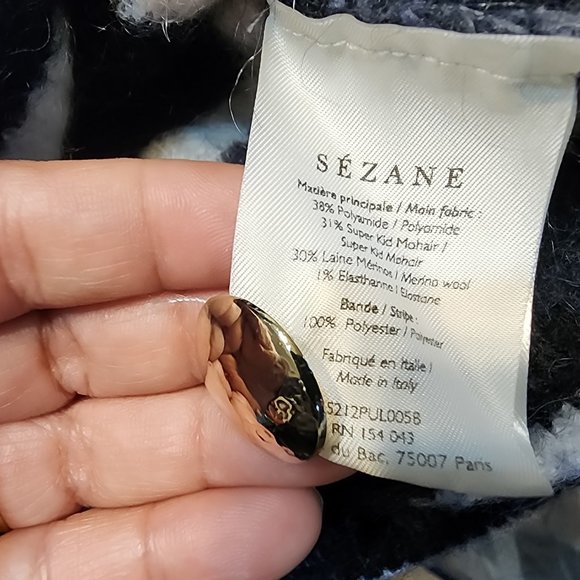 SÉZANE
Matière principale / Main fabric :
38% Polyamide / Polyamide
31% Super Kid Mohair /
Super Kid Mohair
30% Laine Mérinos / Merino wool
1% Elasthanne / Elastane
Bande / Stripe :
100% Polyester / Polyester
Fabriqué en Italie /
Made in Italy
S212PUL005B
RN 154 043
du Bac, 75007 Paris